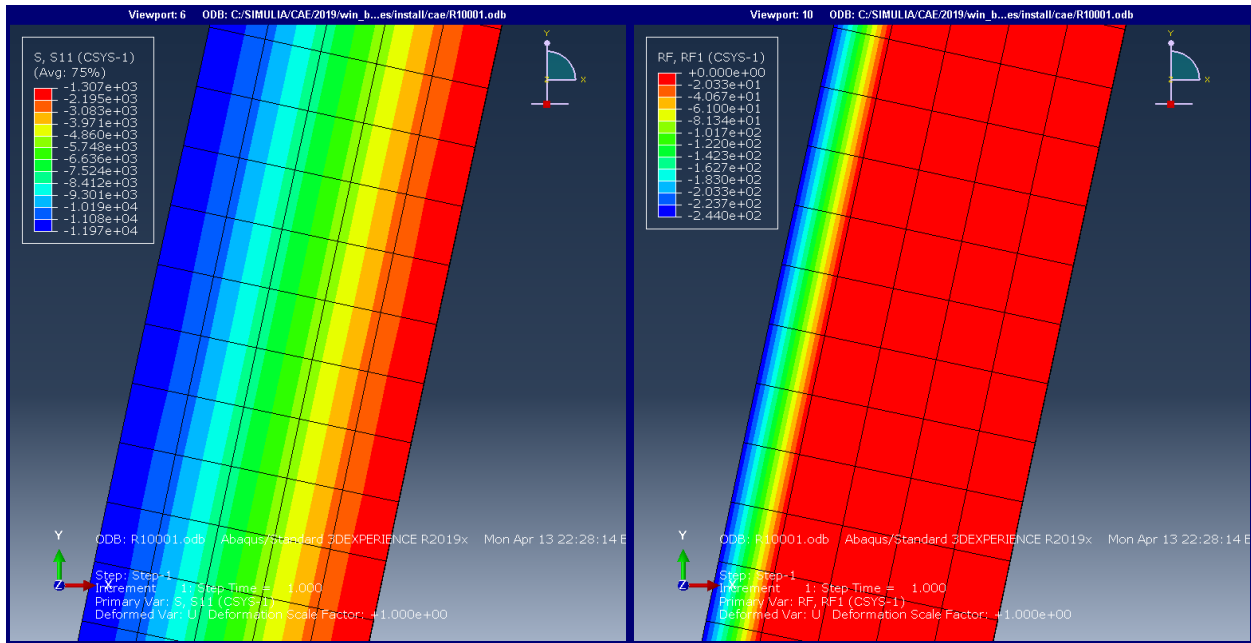 Viewport: 6 ODB: C:/SIMULIA/CAE/2019/win_b...es/install/cae/R10001.odb
S, S11 (CSYS-1)
(Avg: 75%)
-1.307e+03
-2.195e+03
-3.083e+03
-3.971e+03
-4.860e+03
-5.748e+03
-6.636e+03
-7.524e+03
-8.412e+03
-9.301e+03
-1.019e+04
-1.108e+04
-1.197e+04
Y
Z X
ODB: R10001.odb Abaqus/Standard 3DEXPERIENCE R2019x Mon Apr 13 22:28:14 E
Y
Z X
Step: Step-1
Increment 1: Step Time = 1.000
Primary Var: S, S11 (CSYS-1)
Deformed Var: U Deformation Scale Factor: +1.000e+00
Viewport: 10 ODB: C:/SIMULIA/CAE/2019/win_b...es/install/cae/R10001.odb
RF, RF1 (CSYS-1)
+0.000e+00
-2.033e+01
-4.067e+01
-6.100e+01
-8.134e+01
-1.017e+02
-1.220e+02
-1.423e+02
-1.627e+02
-1.830e+02
-2.033e+02
-2.237e+02
-2.440e+02
Y
Z X
ODB: R10001.odb Abaqus/Standard 3DEXPERIENCE R2019x Mon Apr 13 22:28:14 E
Y
Z X
Step: Step-1
Increment 1: Step Time = 1.000
Primary Var: RF, RF1 (CSYS-1)
Deformed Var: U Deformation Scale Factor: +1.000e+00